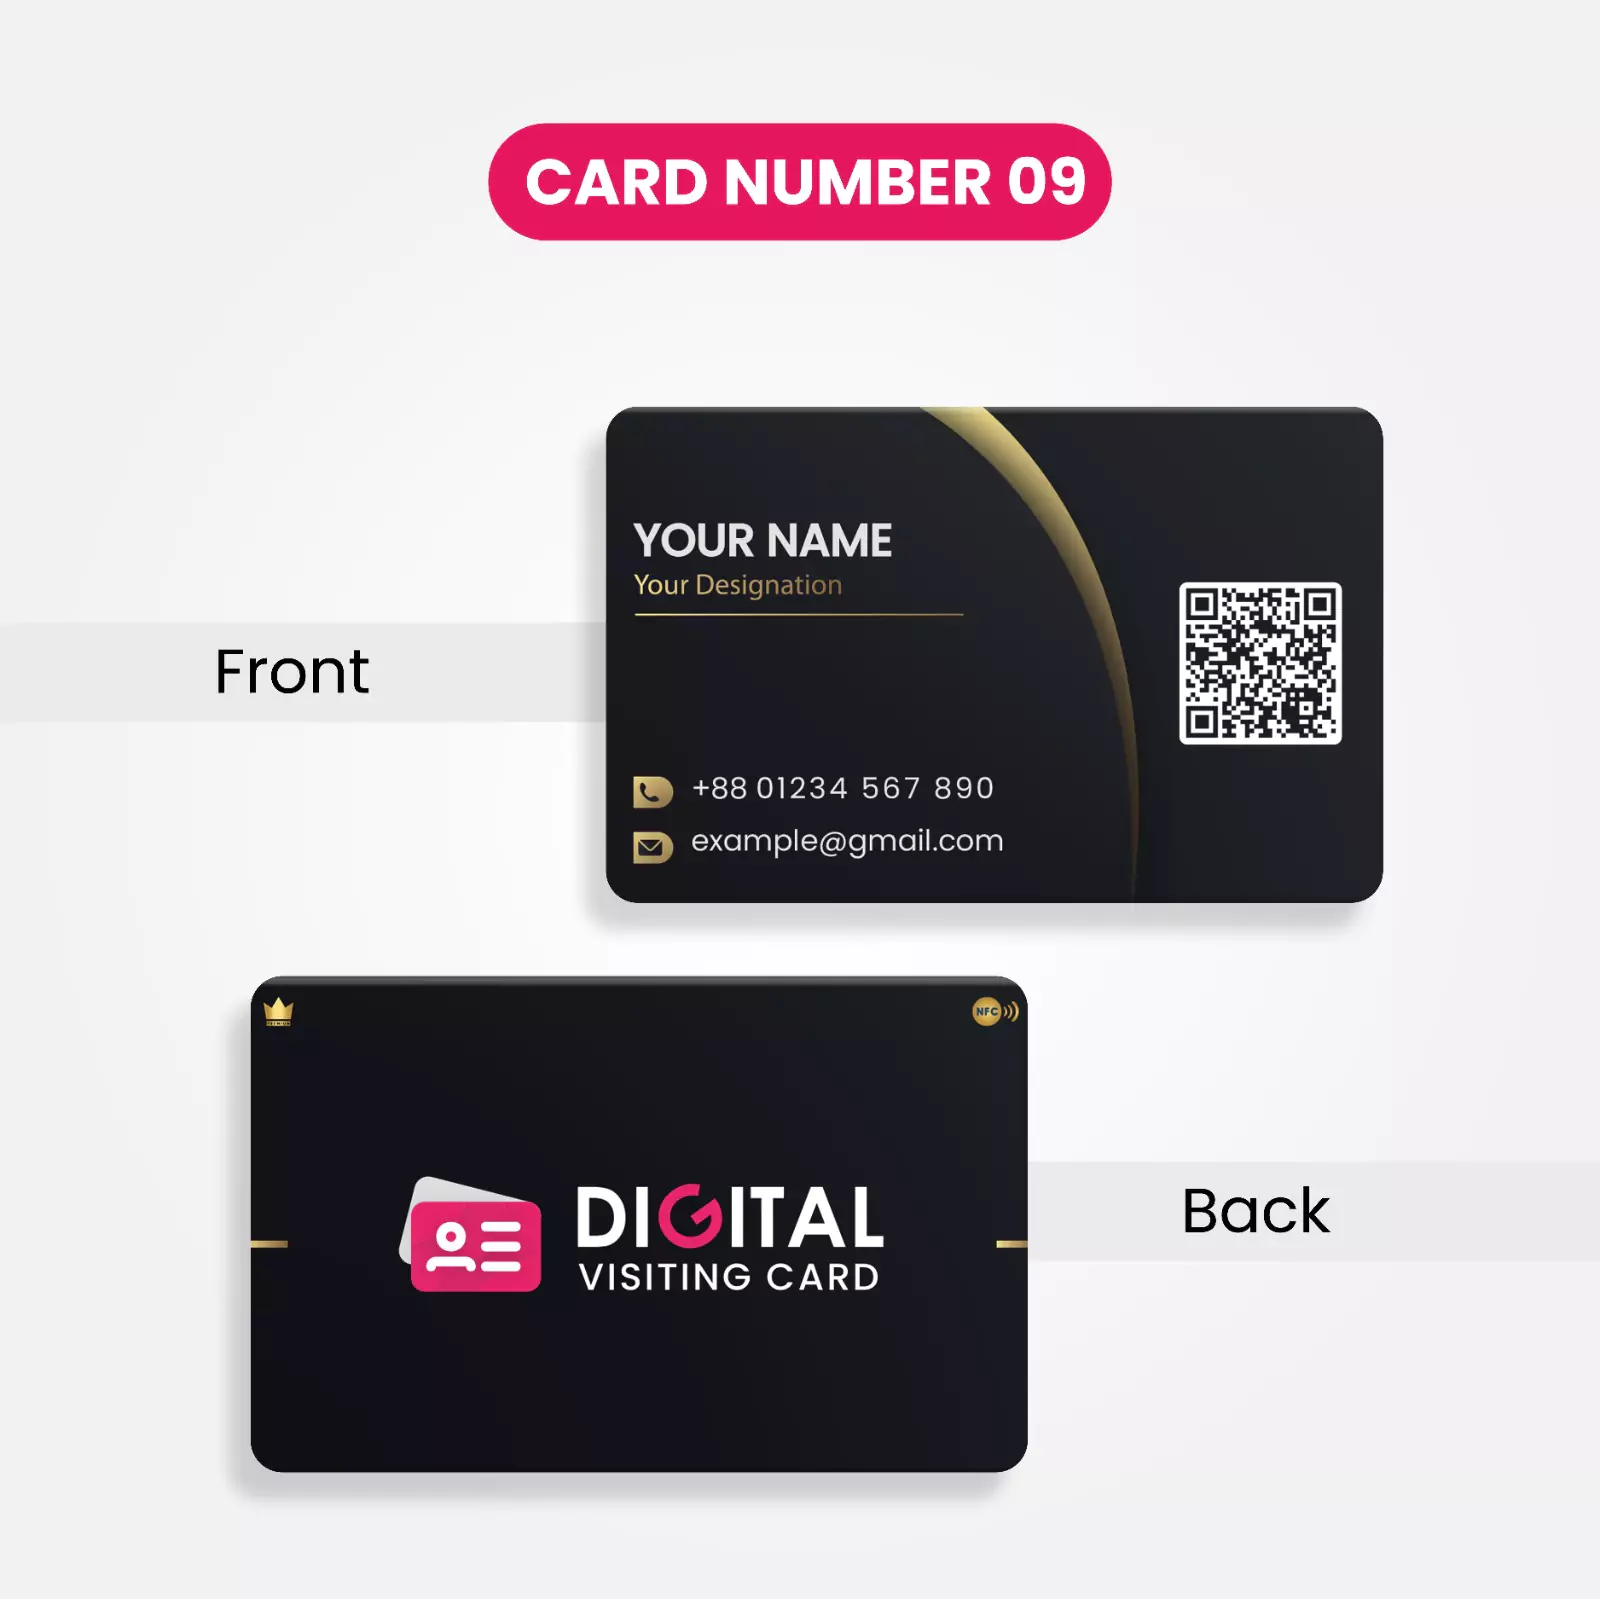 CARD NUMBER 09
YOUR NAME
Your Designation
Front
+88 01234 567 890
example@gmail.com
PREMIUM
NFC
DIGITAL
VISITING CARD
Back